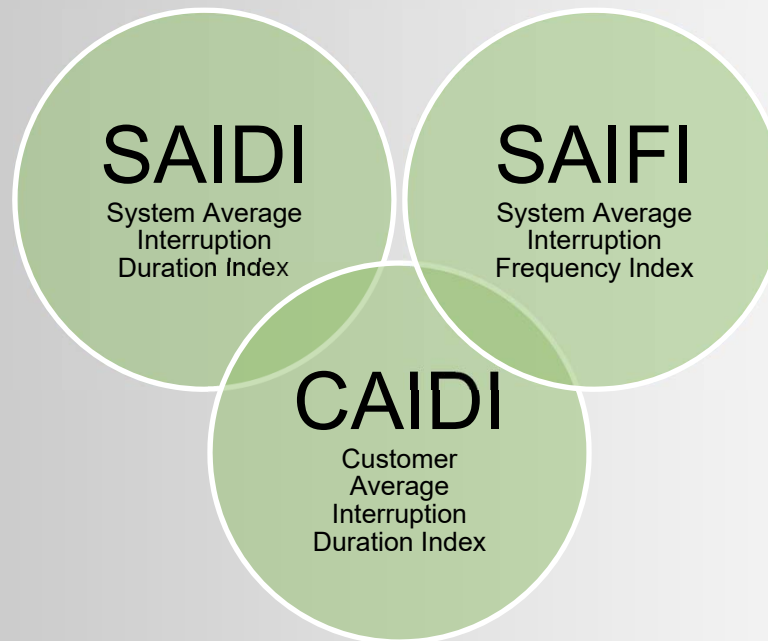 SAIDI
System Average
Interruption
Duration Index
SAIFI
System Average
Interruption
Frequency Index
CAIDI
Customer
Average
Interruption
Duration Index